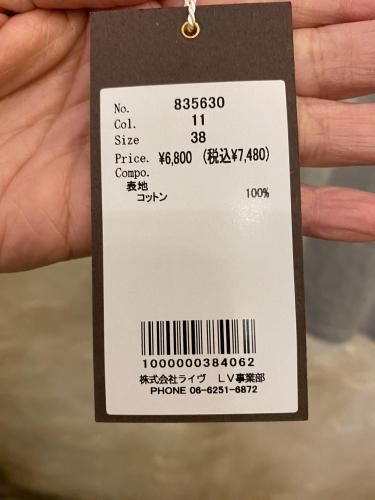 No. 835630
Col. 11
Size 38
Price. ¥6,800 (税込¥7,480)
Compo.
表地
コットン 100%
1000000384062
株式会社ライヴ LV事業部
PHONE 06-6251-6872